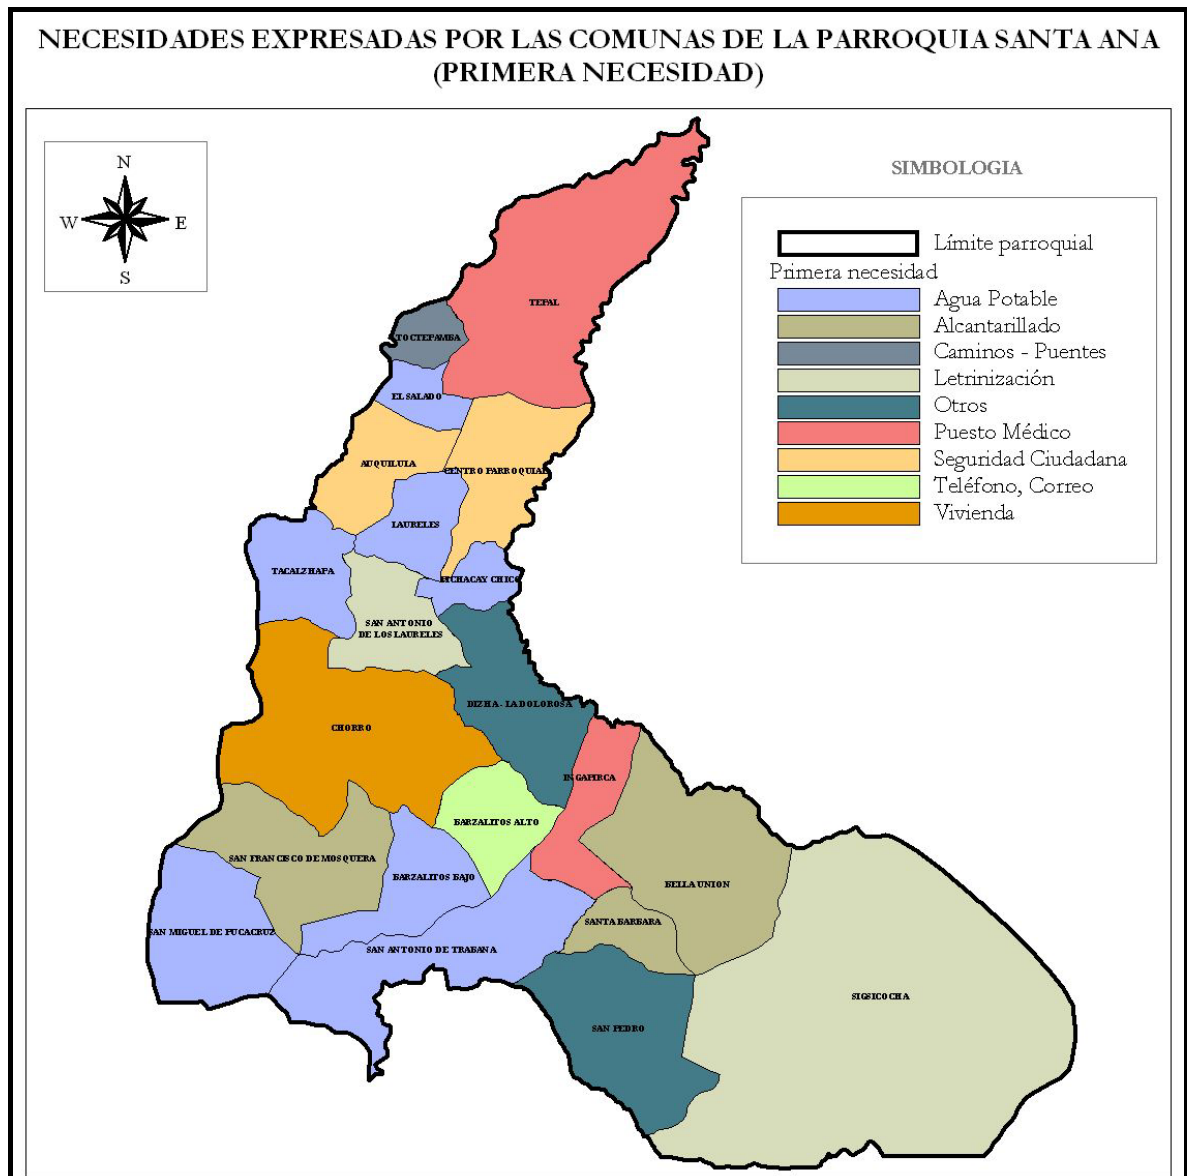 NECESIDADES EXPRESADAS POR LAS COMUNAS DE LA PARROQUIA SANTA ANA
(PRIMERA NECESIDAD)
N
W
E
S
SIMBOLOGIA
Límite parroquial
Primera necesidad
Agua Potable
Alcantarillado
Caminos - Puentes
Letrinización
Otros
Puesto Médico
Seguridad Ciudadana
Teléfono, Correo
Vivienda
TEPAL
TOCTEPAMBA
EL SALADO
AUQUILULA
CENTRO PARROQUIAL
LAURELES
TACALZHAPA
PICHACAY CHICO
SAN ANTONIO
DE LOS LAURELES
DIZHA - LA DOLOROSA
CHORRO
INGAPIRCA
BARZALITOS ALTO
SAN FRANCISCO DE MOSQUERA
BARZALITOS BAJO
BELLA UNION
SANTA BARBARA
SAN MIGUEL DE PUCACRUZ
SAN ANTONIO DE TRABANA
SIGSICOCHA
SAN PEDRO